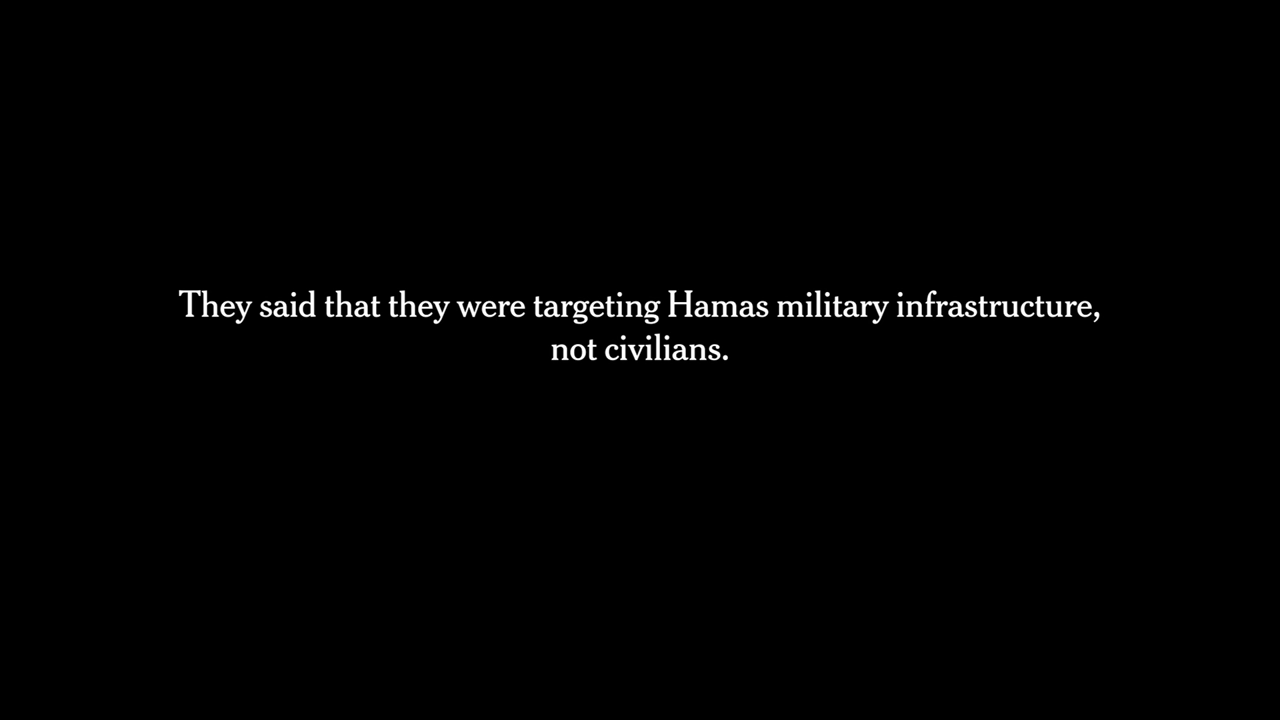 They said that they were targeting Hamas military infrastructure,
not civilians.